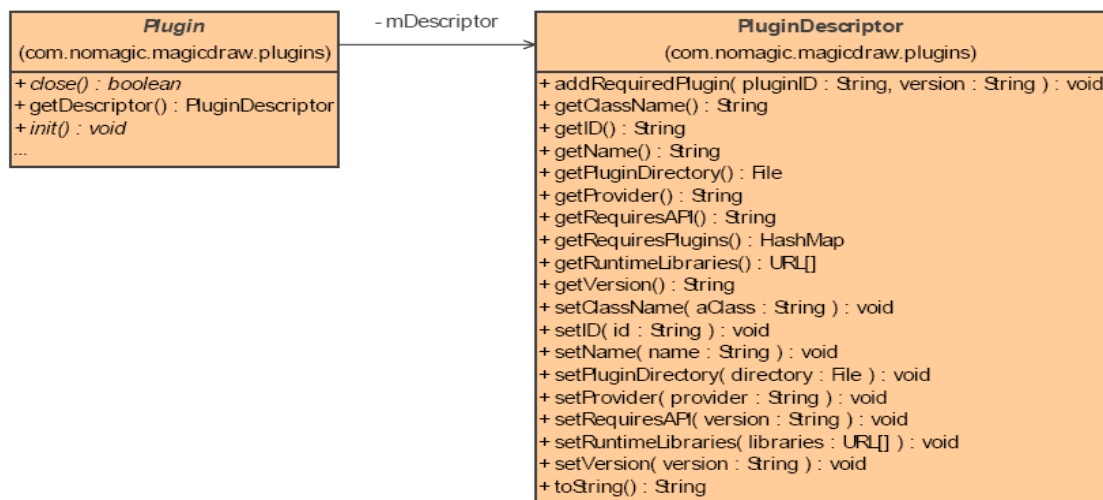 Plugin
(com.nomagic.magicdraw.plugins)
+ close() : boolean
+ getDescriptor() : PluginDescriptor
+ init() : void
...
- mDescriptor
PluginDescriptor
(com.nomagic.magicdraw.plugins)
+ addRequiredPlugin( pluginID : String, version : String ) : void
+ getClassName() : String
+ getID() : String
+ getName() : String
+ getPluginDirectory() : File
+ getProvider() : String
+ getRequiresAPI() : String
+ getRequiresPlugins() : HashMap
+ getRuntimeLibraries() : URL[]
+ getVersion() : String
+ setClassName( aClass : String ) : void
+ setID( id : String ) : void
+ setName( name : String ) : void
+ setPluginDirectory( directory : File ) : void
+ setProvider( provider : String ) : void
+ setRequiresAPI( version : String ) : void
+ setRuntimeLibraries( libraries : URL[] ) : void
+ setVersion( version : String ) : void
+ toString() : String